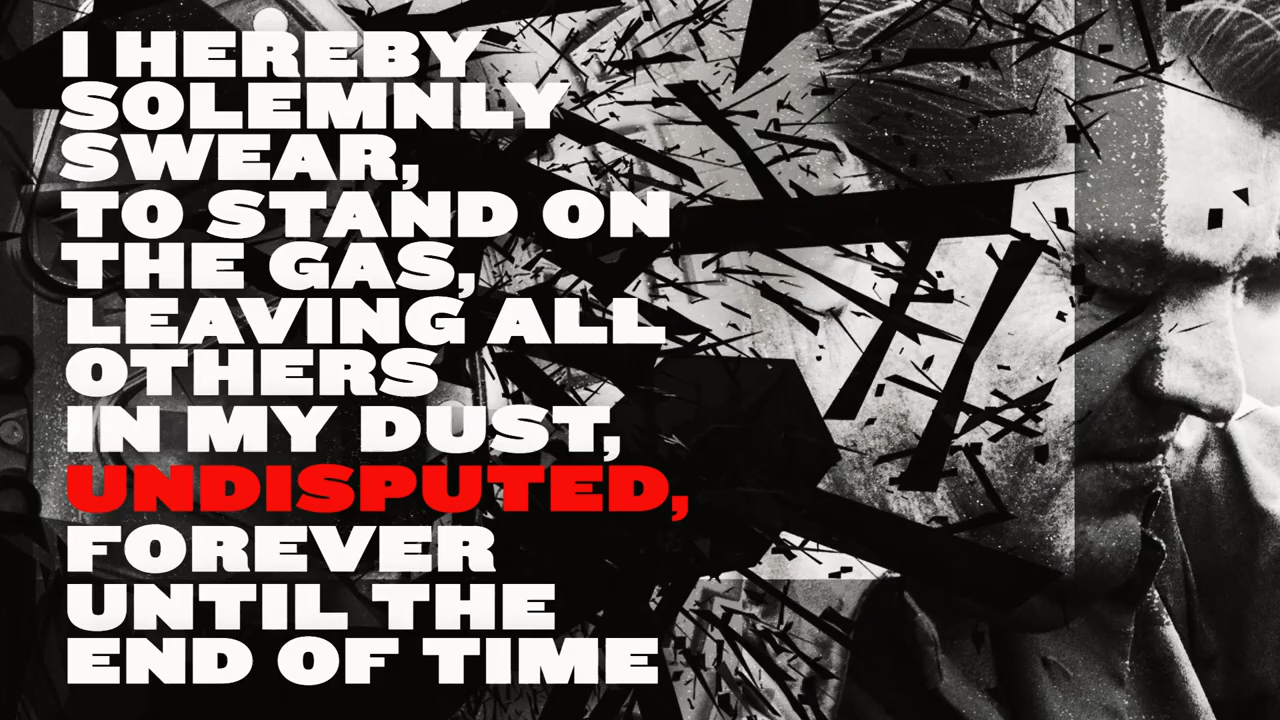 I HEREBY
SOLEMNLY
SWEAR,
TO STAND ON
THE GAS,
LEAVING ALL
OTHERS
IN MY DUST,
UNDISPUTED,
FOREVER
UNTIL THE
END OF TIME